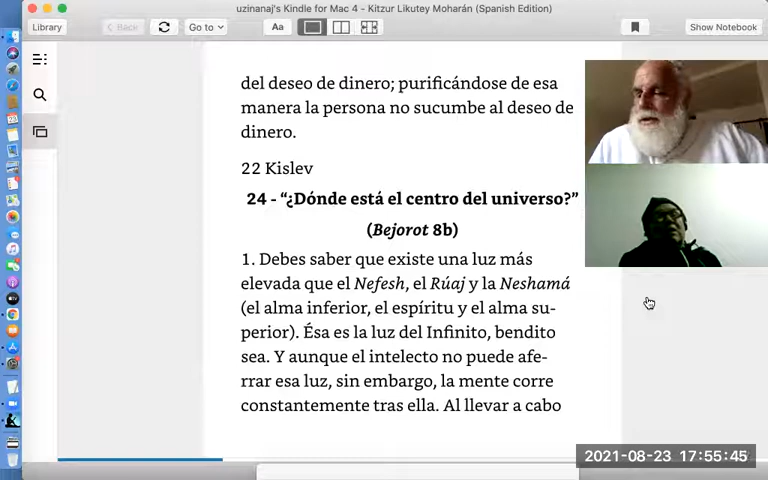 uzinanaj's Kindle for Mac 4 - Kitzur Likutey Moharán (Spanish Edition)
Library
Back
Go to
Aa
Show Notebook
del deseo de dinero; purificándose de esa
manera la persona no sucumbe al deseo de
dinero.
22 Kislev
24 - “¿Dónde está el centro del universo?”
(Bejorot 8b)
1. Debes saber que existe una luz más
elevada que el Nefesh, el Rúaj y la Neshamá
(el alma inferior, el espíritu y el alma su-
perior). Ésa es la luz del Infinito, bendito
sea. Y aunque el intelecto no puede afe-
rrar esa luz, sin embargo, la mente corre
constantemente tras ella. Al llevar a cabo
2021-08-23 17:55:45